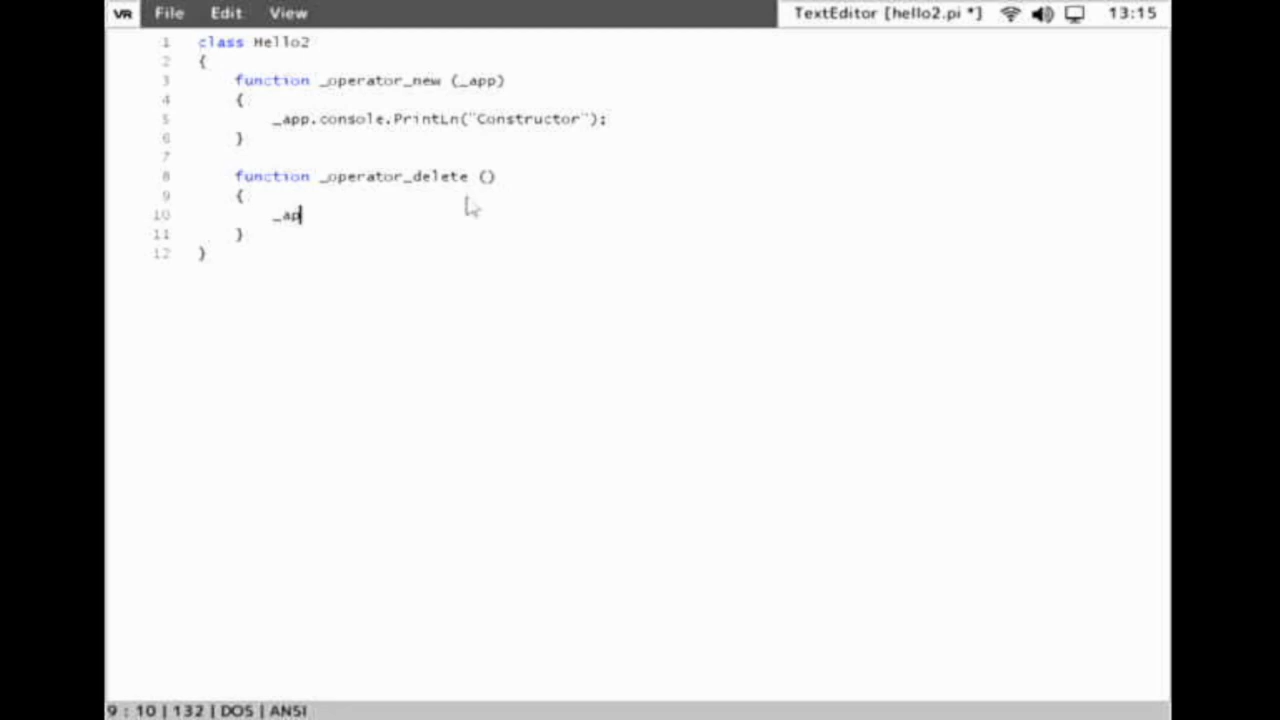 VR File Edit View TextEditor [hello2.pi *] 13:15
1 class Hello2
2 {
3 function _operator_new (_app)
4 {
5 _app.console.PrintLn("Constructor");
6 }
7
8 function _operator_delete ()
9 {
10 _ap
11 }
12 }
9 : 10 | 132 | DOS | ANSI